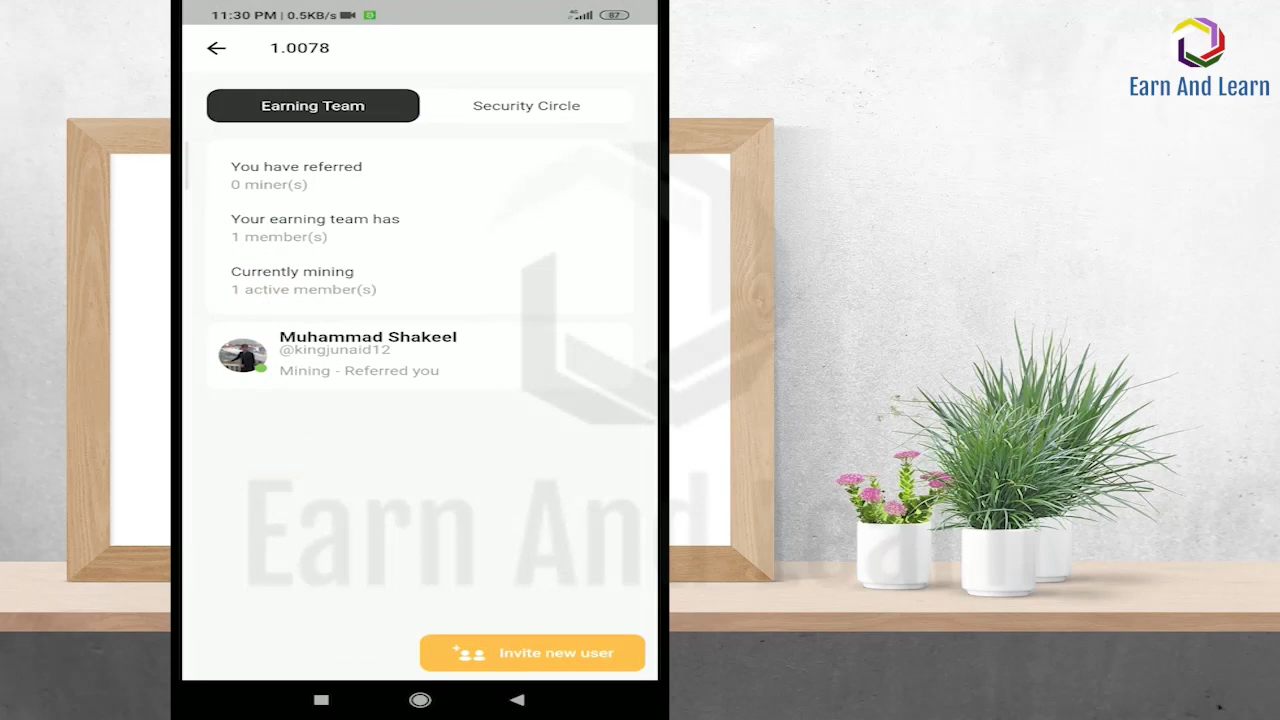 11:30 PM | 0.5KB/s
4G
87
1.0078
Earn And Learn
Earning Team
Security Circle
You have referred
0 miner(s)
Your earning team has
1 member(s)
Currently mining
1 active member(s)
Muhammad Shakeel
@kingjunaid12
Mining - Referred you
Earn And Learn
Invite new user